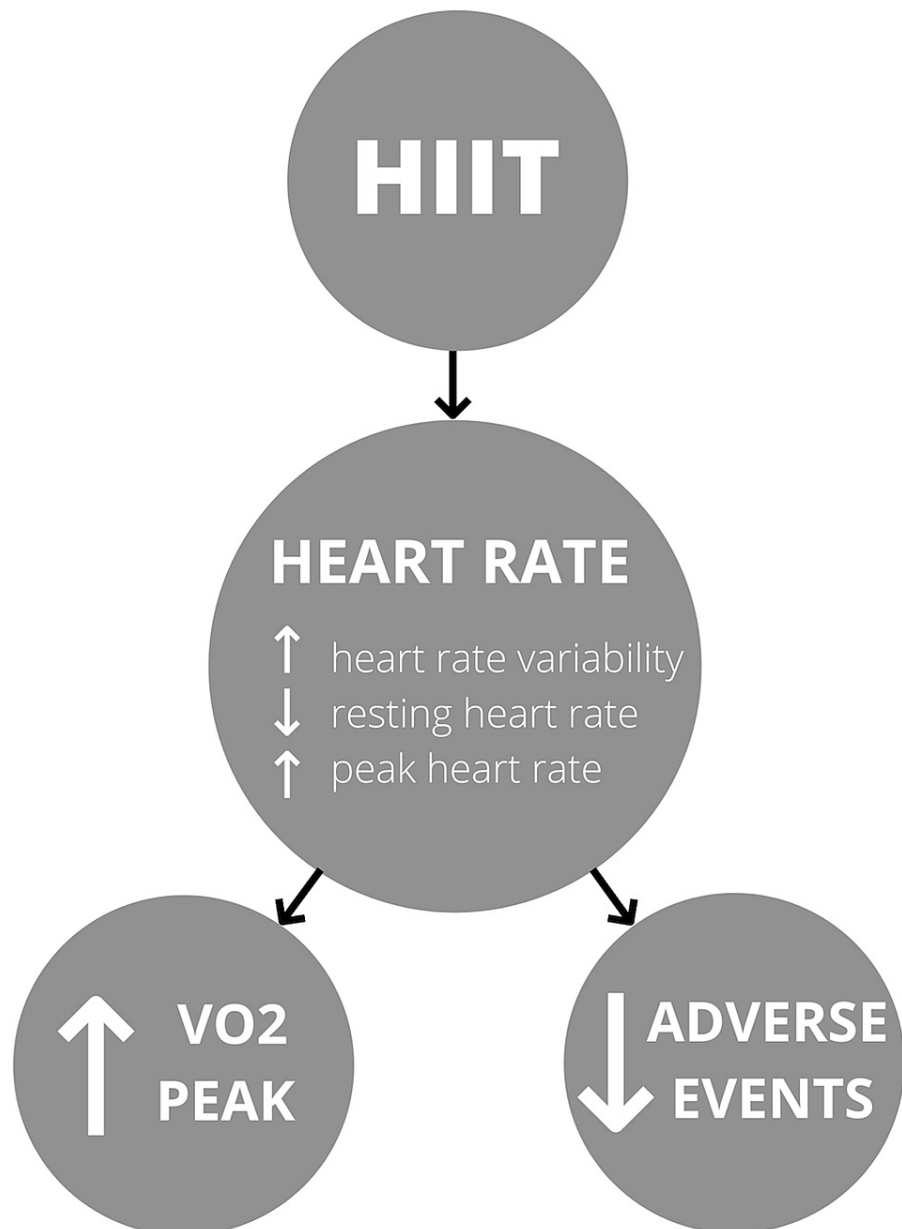 HIIT
HEART RATE
↑ heart rate variability
↓ resting heart rate
↑ peak heart rate
↑ VO2
PEAK
↓ ADVERSE
EVENTS